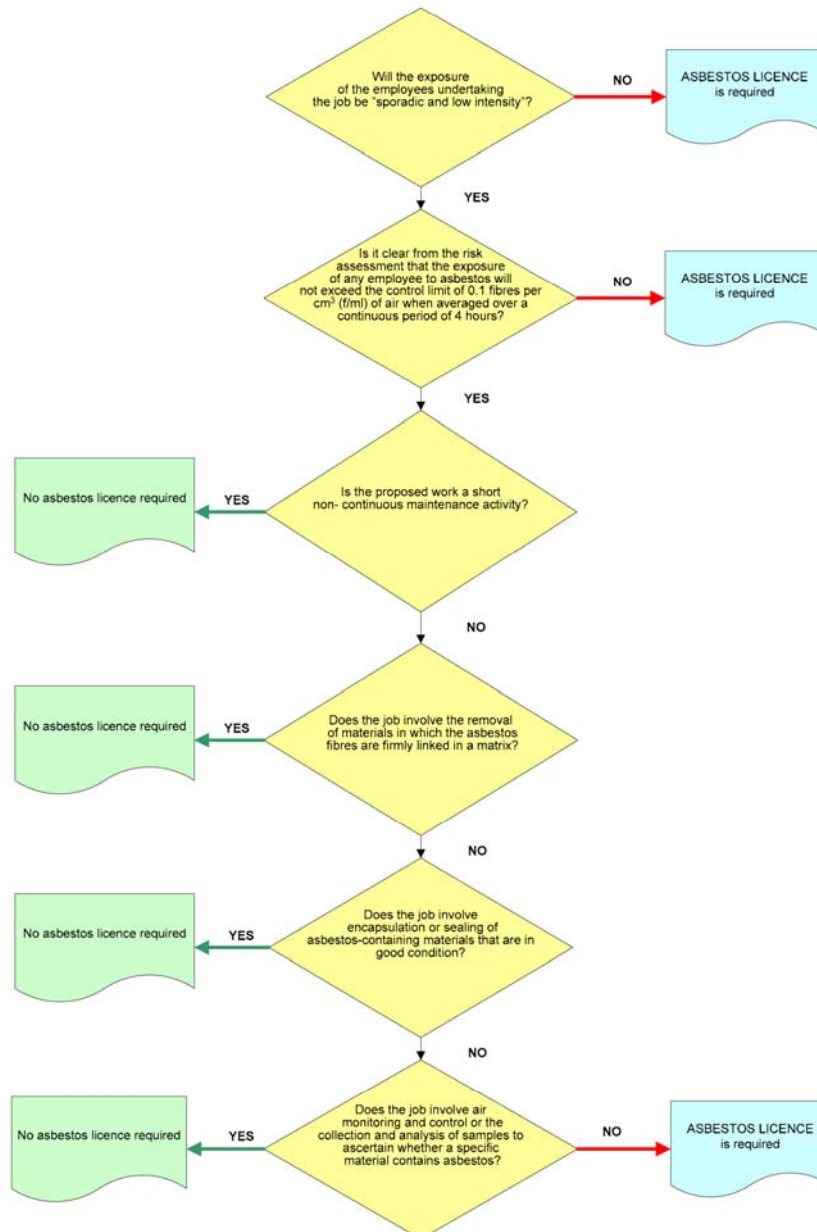 Will the exposure
of the employees undertaking
the job be "sporadic and low intensity"?
NO
ASBESTOS LICENCE
is required
YES
Is it clear from the risk
assessment that the exposure
of any employee to asbestos will
not exceed the control limit of 0.1 fibres per
cm³ (f/ml) of air when averaged over a
continuous period of 4 hours?
NO
ASBESTOS LICENCE
is required
YES
Is the proposed work a short
non- continuous maintenance activity?
YES
No asbestos licence required
NO
Does the job involve the removal
of materials in which the asbestos
fibres are firmly linked in a matrix?
YES
No asbestos licence required
NO
Does the job involve
encapsulation or sealing of
asbestos-containing materials that are in
good condition?
YES
No asbestos licence required
NO
Does the job involve air
monitoring and control or the
collection and analysis of samples to
ascertain whether a specific
material contains asbestos?
YES
No asbestos licence required
NO
ASBESTOS LICENCE
is required